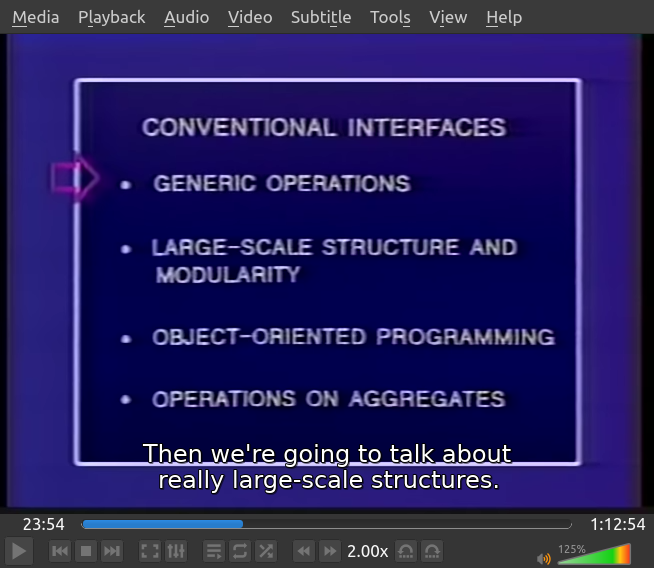 Media Playback Audio Video Subtitle Tools View Help
CONVENTIONAL INTERFACES
• GENERIC OPERATIONS
• LARGE-SCALE STRUCTURE AND
MODULARITY
• OBJECT-ORIENTED PROGRAMMING
• OPERATIONS ON AGGREGATES
Then we're going to talk about
really large-scale structures.
23:54 1:12:54
2.00x 125%